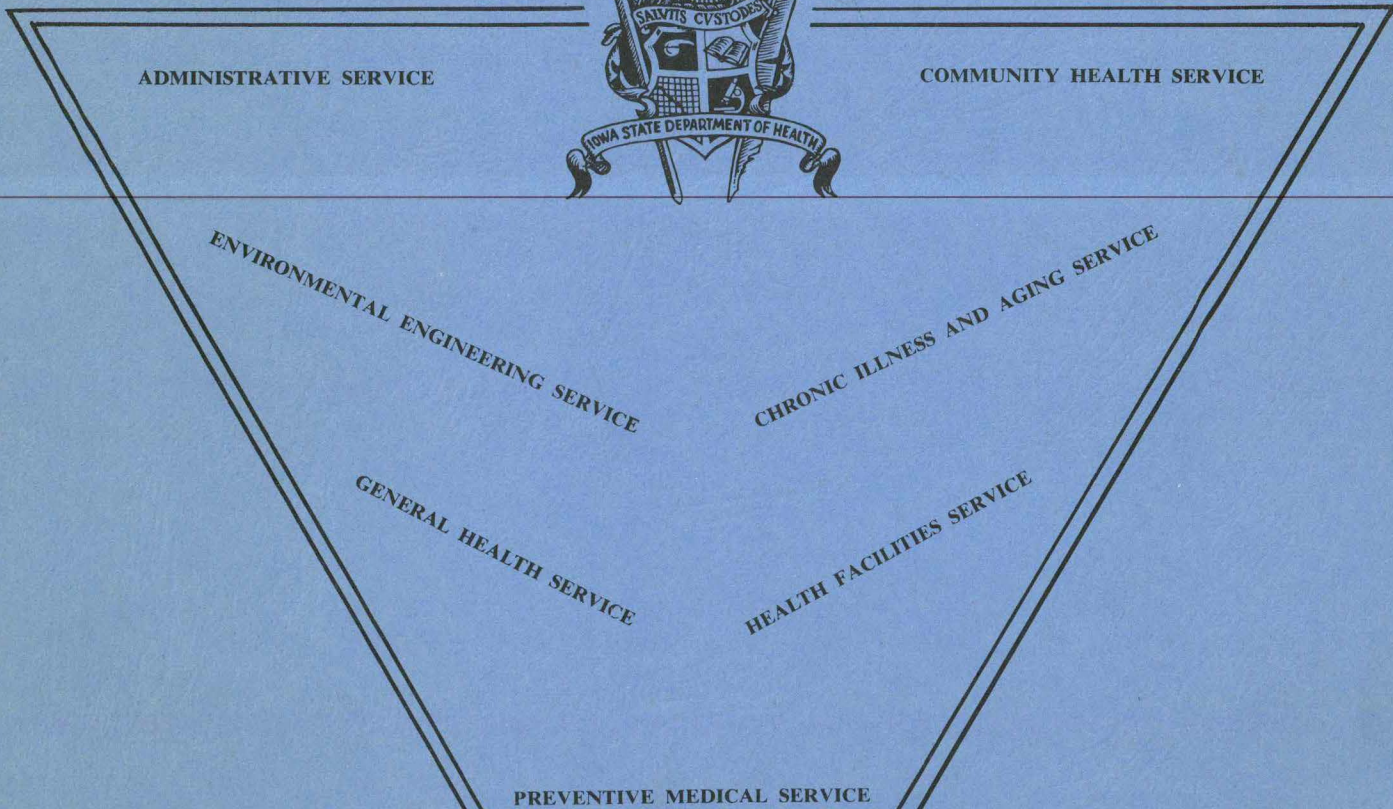 SALVTIS CVSTODES
ADMINISTRATIVE SERVICE
COMMUNITY HEALTH SERVICE
IOWA STATE DEPARTMENT OF HEALTH
ENVIRONMENTAL ENGINEERING SERVICE
CHRONIC ILLNESS AND AGING SERVICE
GENERAL HEALTH SERVICE
HEALTH FACILITIES SERVICE
PREVENTIVE MEDICAL SERVICE